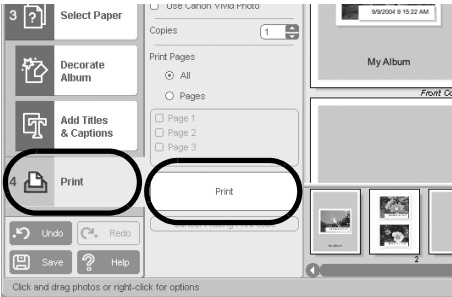 3 Select Paper
Decorate
Album
Add Titles
& Captions
4 Print
Undo
Redo
Save
Help
Use Canon Vivid Photo
Copies
1
Print Pages
All
Pages
Page 1
Page 2
Page 3
Print
9/9/2004 9:15:22 AM
My Album
Front Co
2
Click and drag photos or right-click for options